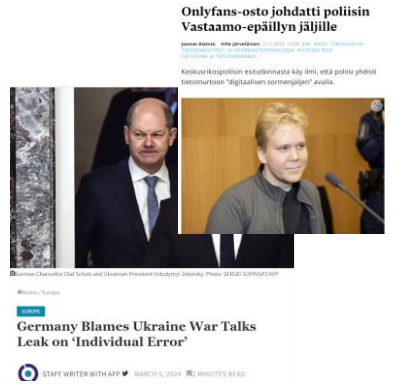 Onlyfans-osto johdatti poliisin
Vastaamo-epäillyn jäljille
Keskusrikospoliisin esitutkinnasta käy ilmi, että poliisi yhdisti
tietomurtoon "digitaalisen sormenjäljen" avulla.
German Chancellor Olaf Scholz and Ukrainian President Volodymyr Zelensky. Photo: SERGEI SUPINSKY/AFP
Home / Europe
EUROPE
Germany Blames Ukraine War Talks
Leak on ‘Individual Error’
STAFF WRITER WITH AFP MARCH 5, 2024 2 MINUTES READ